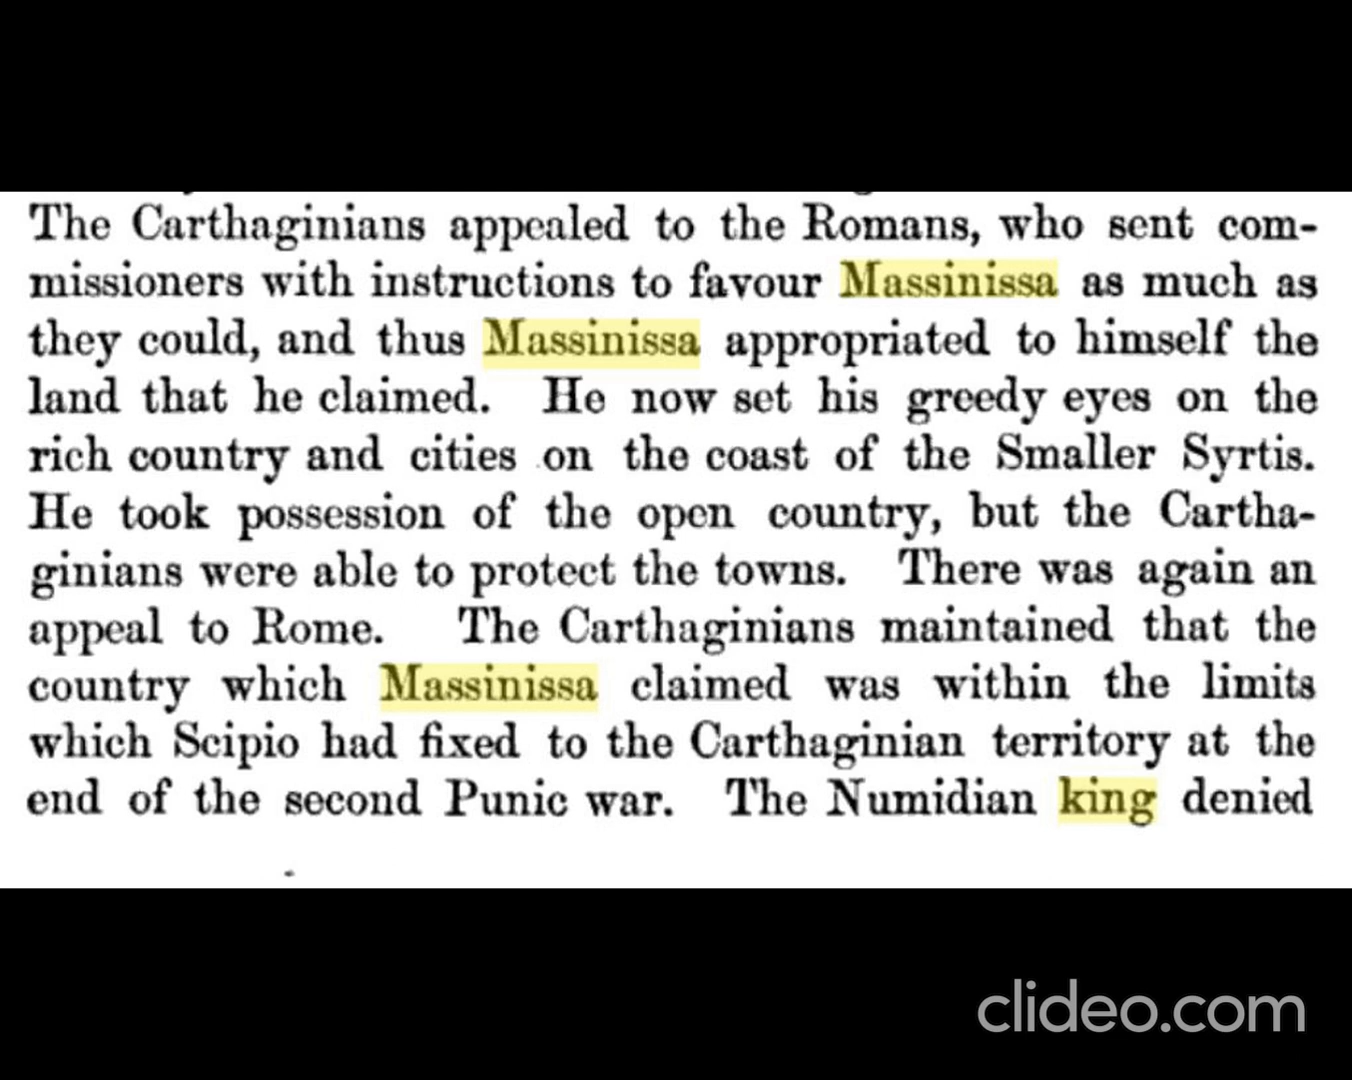 The Carthaginians appealed to the Romans, who sent com-
missioners with instructions to favour Massinissa as much as
they could, and thus Massinissa appropriated to himself the
land that he claimed. He now set his greedy eyes on the
rich country and cities on the coast of the Smaller Syrtis.
He took possession of the open country, but the Cartha-
ginians were able to protect the towns. There was again an
appeal to Rome. The Carthaginians maintained that the
country which Massinissa claimed was within the limits
which Scipio had fixed to the Carthaginian territory at the
end of the second Punic war. The Numidian king denied
clideo.com